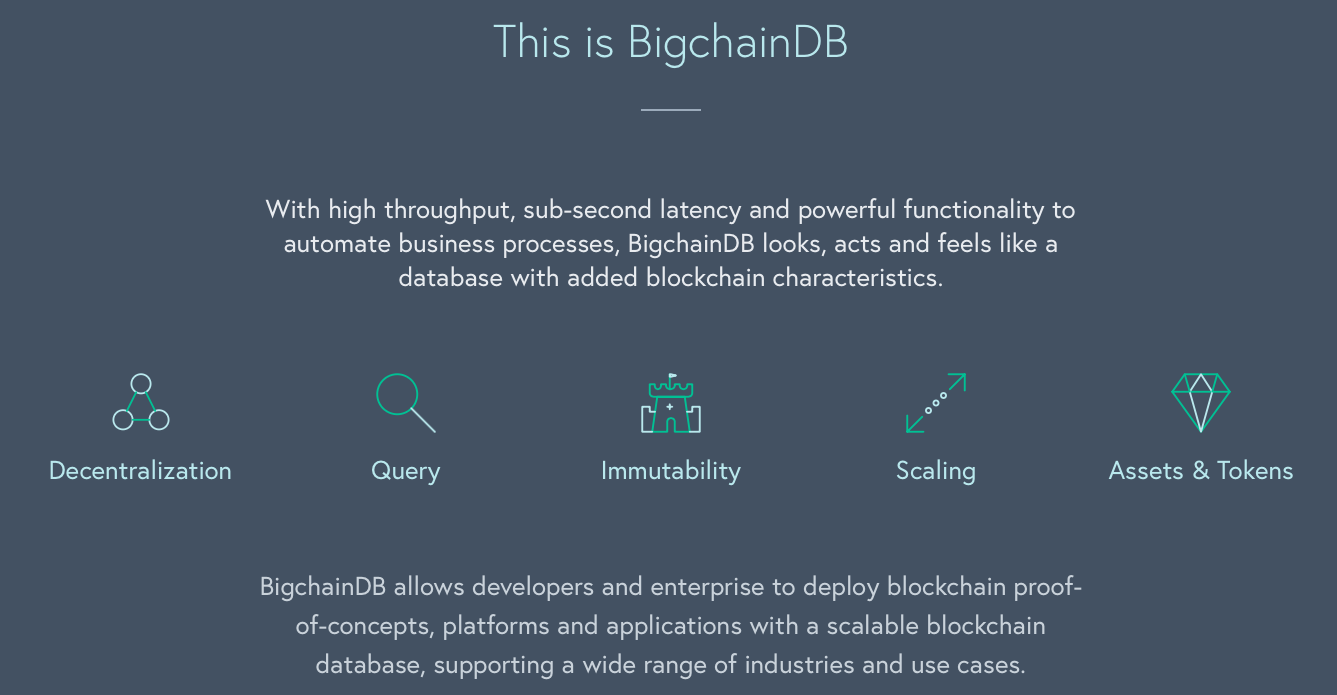 This is BigchainDB
With high throughput, sub-second latency and powerful functionality to
automate business processes, BigchainDB looks, acts and feels like a
database with added blockchain characteristics.
Decentralization
Query
Immutability
Scaling
Assets & Tokens
BigchainDB allows developers and enterprise to deploy blockchain proof-
of-concepts, platforms and applications with a scalable blockchain
database, supporting a wide range of industries and use cases.